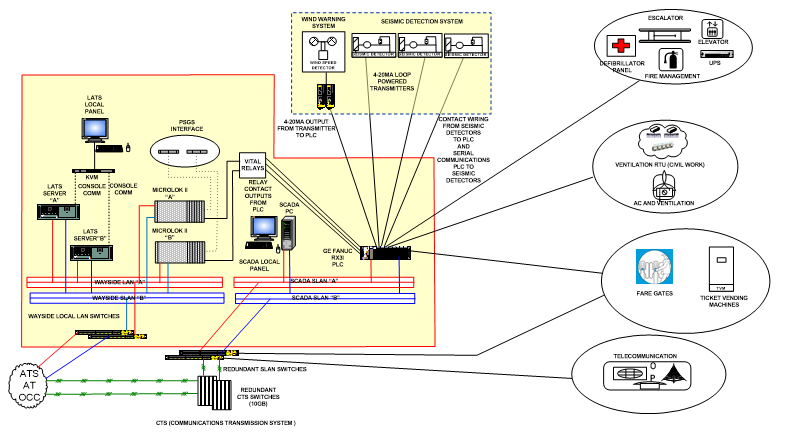 WIND WARNING
SYSTEM
WIND SPEED
DETECTOR
SEISMIC DETECTION SYSTEM
SEISMIC DETECTOR
SEISMIC DETECTOR
SEISMIC DETECTOR
4-20MA LOOP
POWERED
TRANSMITTERS
4-20MA OUTPUT
FROM TRANSMITTER
TO PLC
CONTACT WIRING
FROM SEISMIC
DETECTORS
TO PLC
AND
SERIAL
COMMUNICATIONS
PLC TO
SEISMIC
DETECTORS
ESCALATOR
ELEVATOR
DEFIBRILLATOR
PANEL
FIRE MANAGEMENT
UPS
LATS
LOCAL
PANEL
PSGS
INTERFACE
KVM
CONSOLE
COMM
CONSOLE
COMM
LATS
SERVER
"A"
LATS
SERVER"B"
MICROLOK II
"A"
MICROLOK II
"B"
VITAL
RELAYS
RELAY
CONTACT
OUTPUTS
FROM
PLC
SCADA
PC
SCADA LOCAL
PANEL
GE FANUC
RX3I
PLC
VENTILATION RTU (CIVIL WORK)
AC AND VENTILATION
WAYSIDE LAN "A"
WAYSIDE SLAN "B"
SCADA SLAN "A"
SCADA SLAN "B"
FARE GATES
TVM
TICKET VENDING
MACHINES
WAYSIDE LOCAL LAN SWITCHES
REDUNDANT SLAN SWITCHES
TELECOMMUNICATION
O
P
ATS
AT
OCC
REDUNDANT
CTS SWITCHES
(10GB)
CTS (COMMUNICATIONS TRANSMISSION SYSTEM )